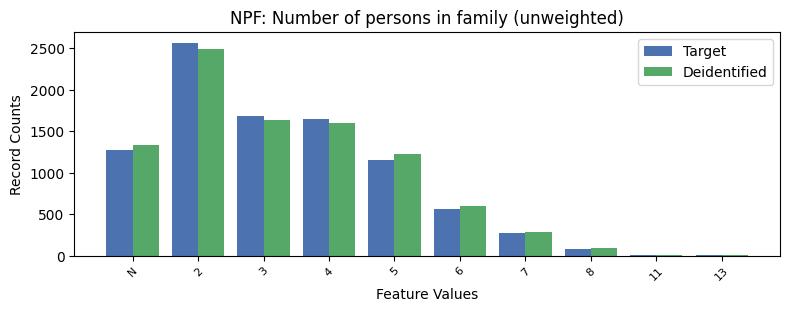 NPF: Number of persons in family (unweighted)
Target
Deidentified
Record Counts
2500
2000
1500
1000
500
0
N 2 3 4 5 6 7 8 11 13
Feature Values